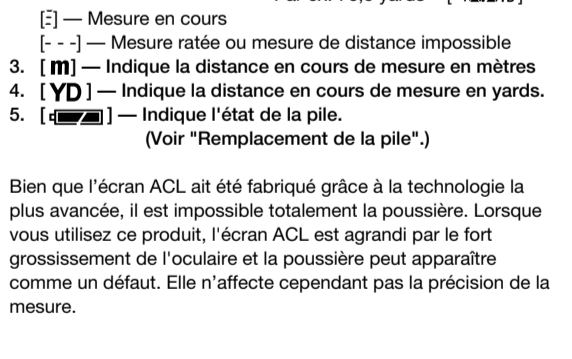 [-] — Mesure en cours
[- - -] — Mesure ratée ou mesure de distance impossible
3. [ m] — Indique la distance en cours de mesure en mètres
4. [ YD ] — Indique la distance en cours de mesure en yards.
5. [ ] — Indique l'état de la pile.
(Voir "Remplacement de la pile".)
Bien que l’écran ACL ait été fabriqué grâce à la technologie la
plus avancée, il est impossible totalement la poussière. Lorsque
vous utilisez ce produit, l'écran ACL est agrandi par le fort
grossissement de l'oculaire et la poussière peut apparaître
comme un défaut. Elle n’affecte cependant pas la précision de la
mesure.